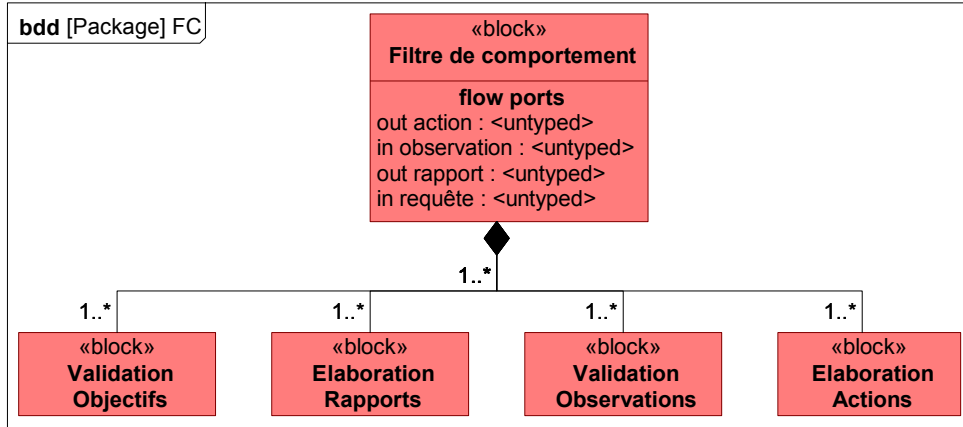 bdd [Package] FC
«block»
Filtre de comportement
flow ports
out action : <untyped>
in observation : <untyped>
out rapport : <untyped>
in requête : <untyped>
1..*
1..*
1..*
1..*
1..*
«block»
Validation
Objectifs
«block»
Elaboration
Rapports
«block»
Validation
Observations
«block»
Elaboration
Actions